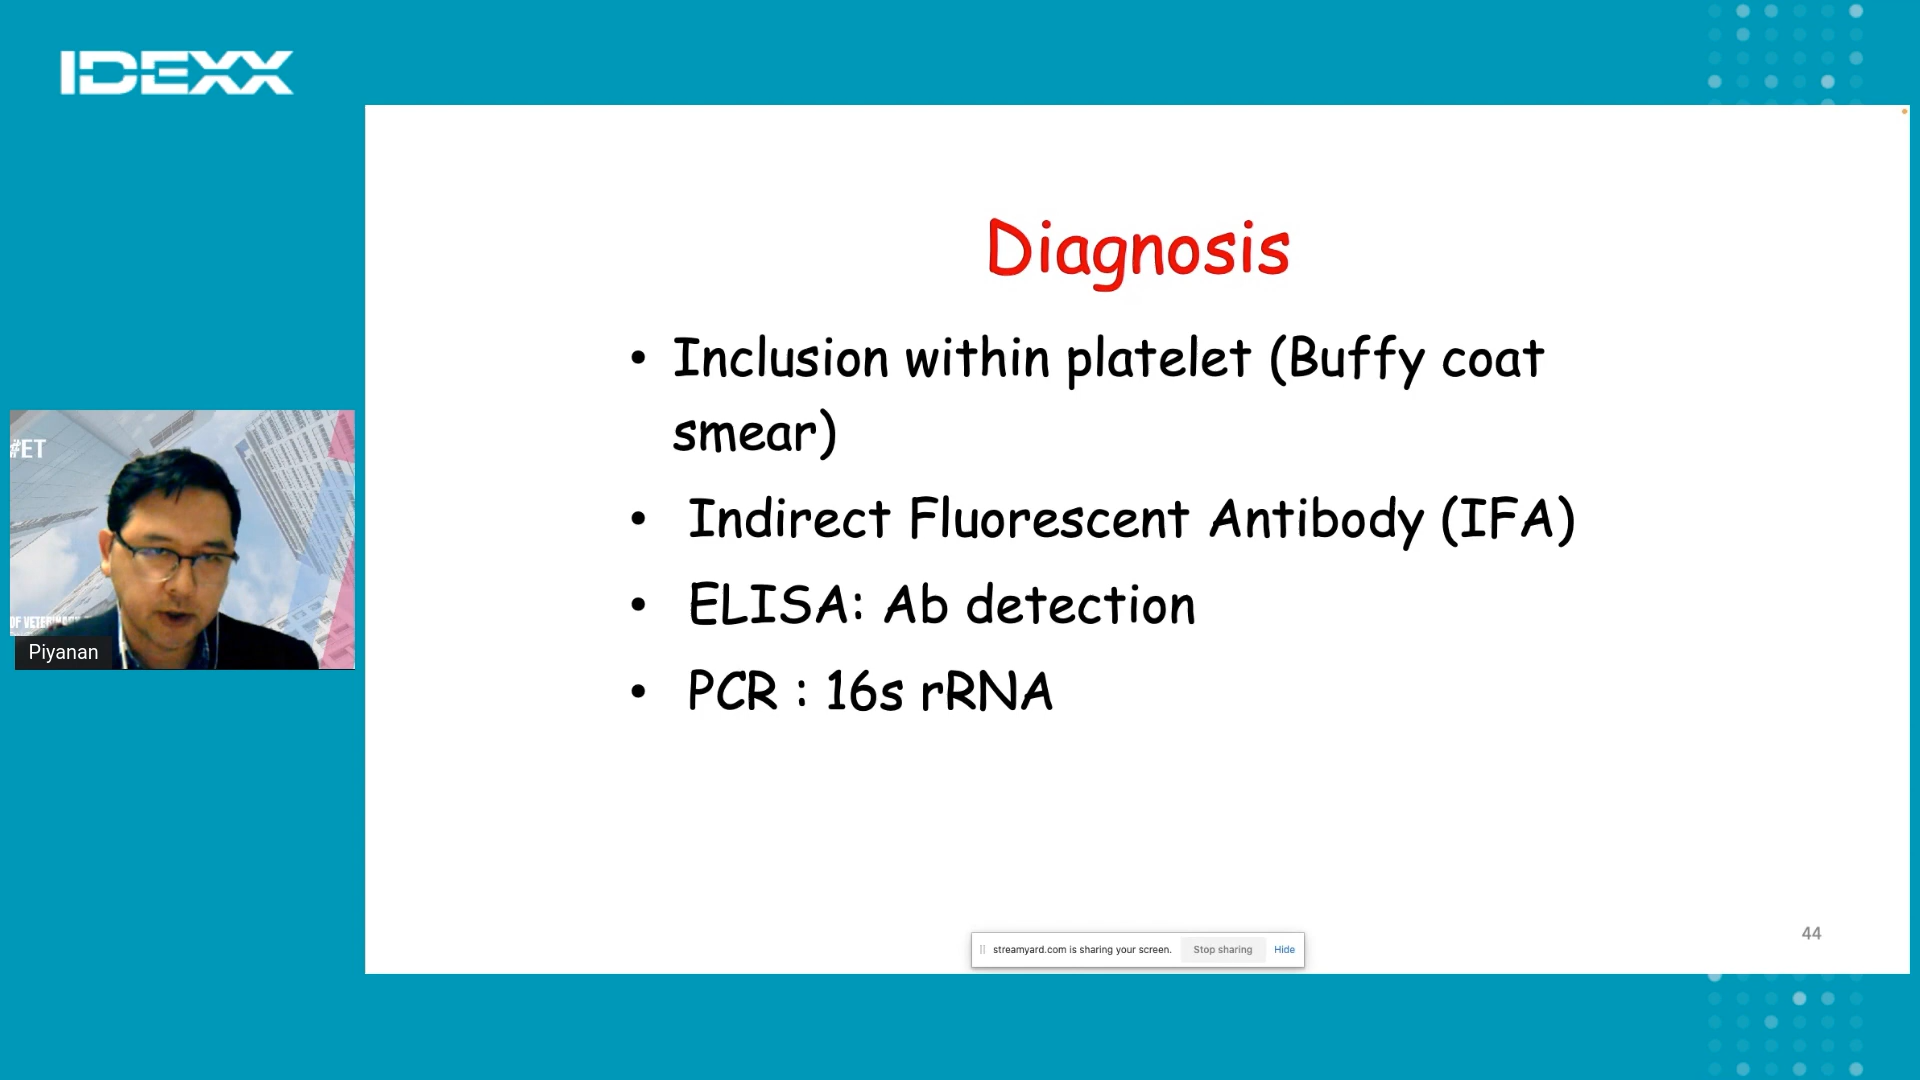 IDEXX
Diagnosis
• Inclusion within platelet (Buffy coat
smear)
• Indirect Fluorescent Antibody (IFA)
• ELISA: Ab detection
• PCR : 16s rRNA
#ET
Piyanan
streamyard.com is sharing your screen. Stop sharing Hide
44